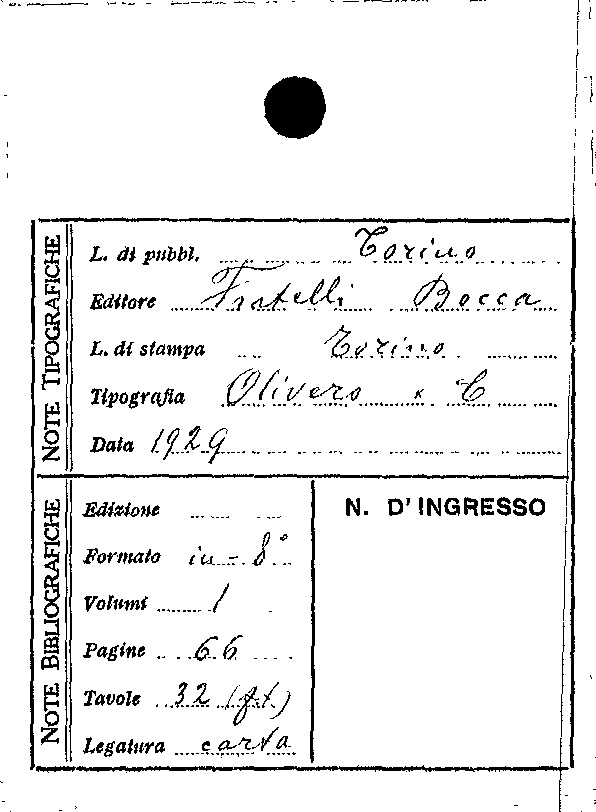 NOTE TIPOGRAFICHE
L. di pubbl. Torino
Editore Fratelli Bocca
L. di stampa Torino
Tipografia Olivero & C
Data 1929
NOTE BIBLIOGRAFICHE
Edizione
Formato in-8°
Volumi 1
Pagine 66
Tavole 32 (ft)
Legatura carta
N. D'INGRESSO